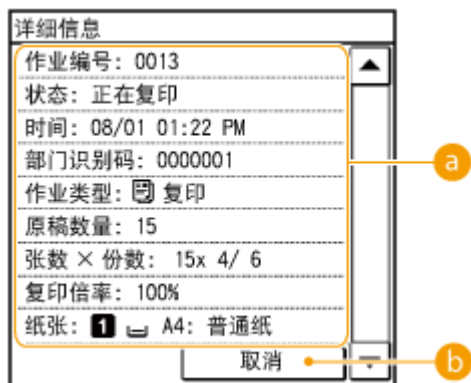 详细信息
作业编号: 0013
状态: 正在复印
时间: 08/01 01:22 PM
部门识别码: 0000001
作业类型: 复印
原稿数量: 15
张数 × 份数: 15x 4/ 6
复印倍率: 100%
纸张: 1 A4: 普通纸
取消
a
b